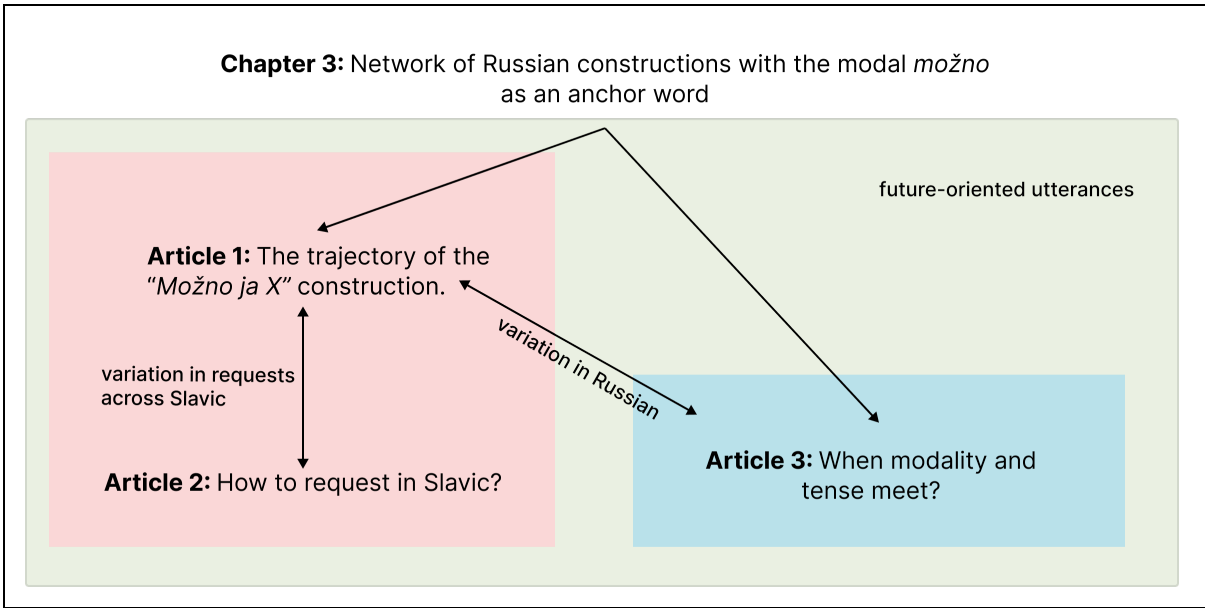 Chapter 3: Network of Russian constructions with the modal možno
as an anchor word
future-oriented utterances
Article 1: The trajectory of the
“Možno ja X” construction.
variation in Russian
variation in requests
across Slavic
Article 2: How to request in Slavic?
Article 3: When modality and
tense meet?